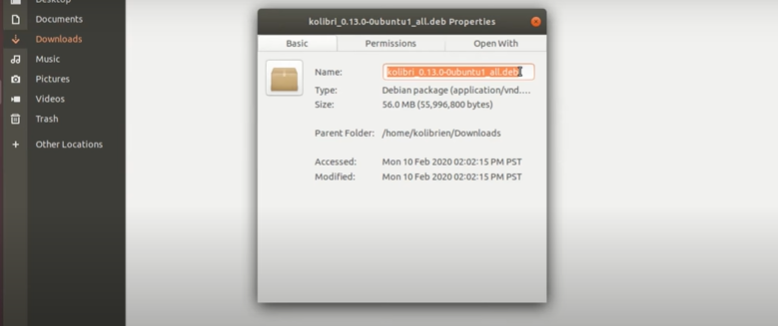 Desktop
kolibri_0.13.0-0ubuntu1_all.deb Properties
Documents
Downloads
Music
Pictures
Videos
Trash
Other Locations
Basic
Permissions
Open With
Name: kolibri_0.13.0-0ubuntu1_all.deb
Type: Debian package (application/vnd....
Size: 56.0 MB (55,996,800 bytes)
Parent Folder: /home/kolibrien/Downloads
Accessed: Mon 10 Feb 2020 02:02:15 PM PST
Modified: Mon 10 Feb 2020 02:02:15 PM PST